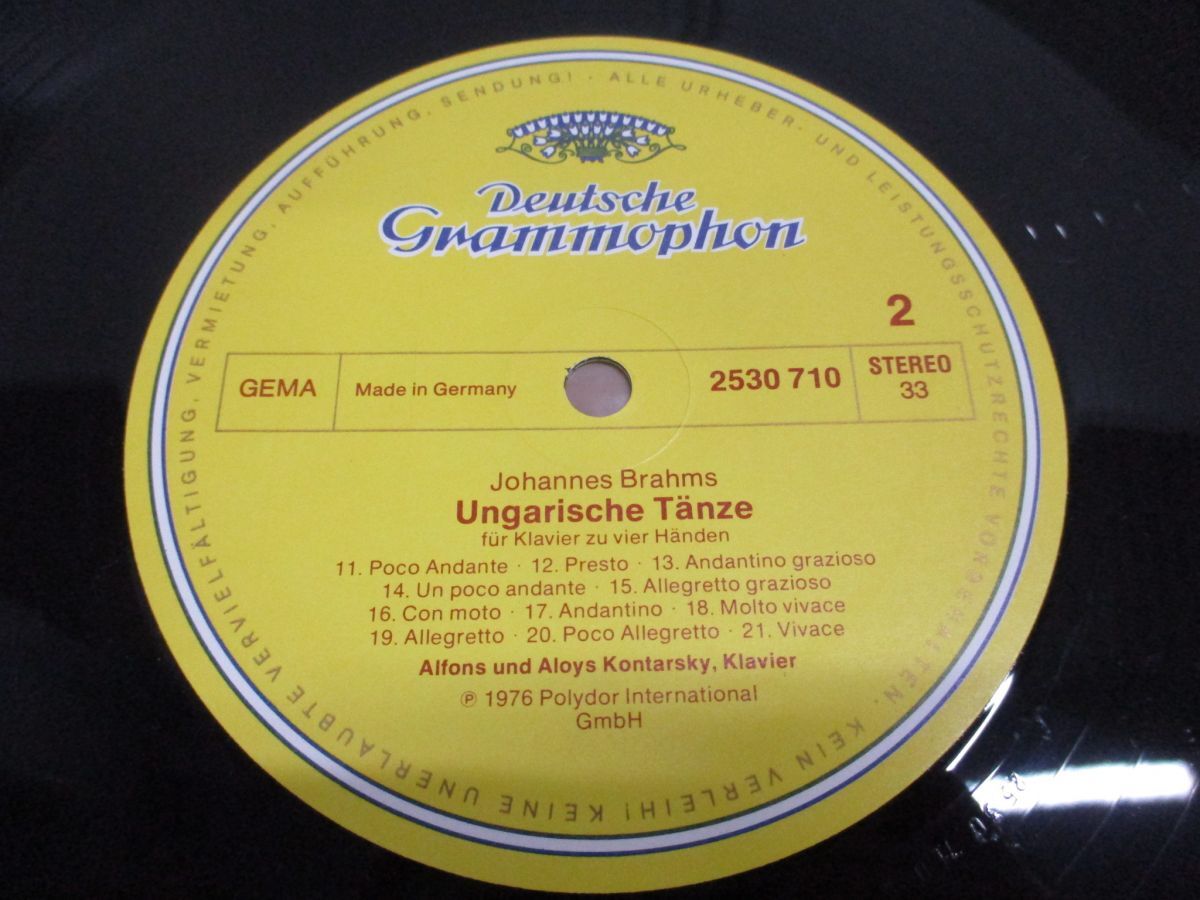 Deutsche
Grammophon
2
GEMA
Made in Germany
2530 710
STEREO
33
Johannes Brahms
Ungarische Tänze
für Klavier zu vier Händen
11. Poco Andante · 12. Presto · 13. Andantino grazioso
14. Un poco andante · 15. Allegretto grazioso
16. Con moto · 17. Andantino · 18. Molto vivace
19. Allegretto · 20. Poco Allegretto · 21. Vivace
Alfons und Aloys Kontarsky, Klavier
℗ 1976 Polydor International
GmbH
ALLE URHEBER- UND LEISTUNGSSCHUTZRECHTE VORBEHALTEN. KEIN VERLEIH! KEINE UNERLAUBTE VERVIELFÄLTIGUNG, VERMIETUNG, AUFFÜHRUNG, SENDUNG! ·